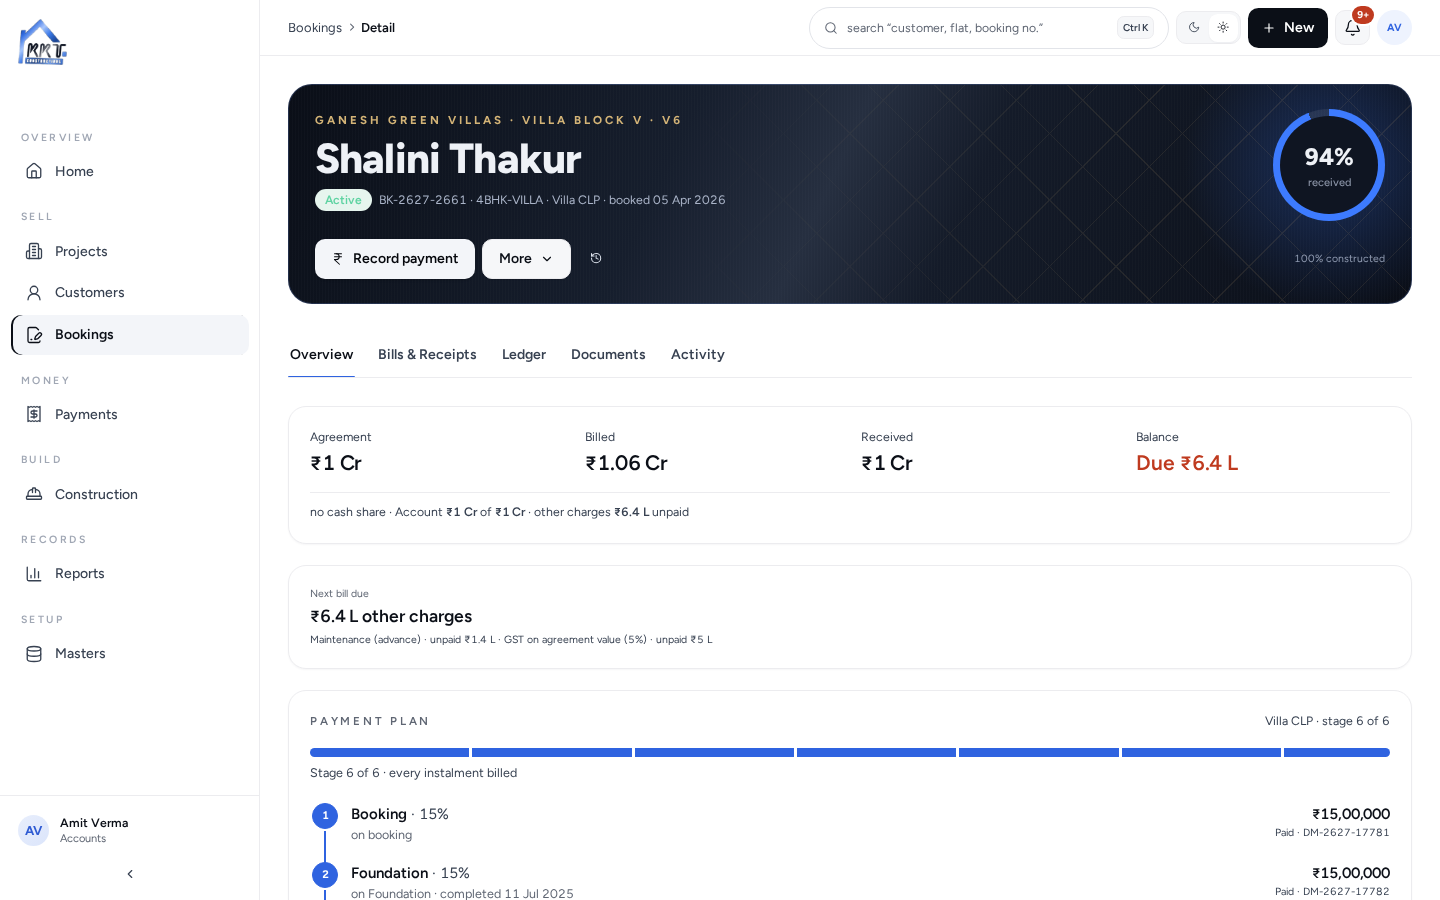 RRT
CONSTRUCTIONS
Bookings > Detail
search “customer, flat, booking no.”
Ctrl K
New
9+
AV
OVERVIEW
Home
SELL
Projects
Customers
Bookings
MONEY
Payments
BUILD
Construction
RECORDS
Reports
SETUP
Masters
AV
Amit Verma
Accounts
GANESH GREEN VILLAS · VILLA BLOCK V · V6
Shalini Thakur
Active BK-2627-2661 · 4BHK-VILLA · Villa CLP · booked 05 Apr 2026
₹ Record payment
More
94%
received
100% constructed
Overview Bills & Receipts Ledger Documents Activity
Agreement Billed Received Balance
₹1 Cr ₹1.06 Cr ₹1 Cr Due ₹6.4 L
no cash share · Account ₹1 Cr of ₹1 Cr · other charges ₹6.4 L unpaid
Next bill due
₹6.4 L other charges
Maintenance (advance) · unpaid ₹1.4 L · GST on agreement value (5%) · unpaid ₹5 L
PAYMENT PLAN Villa CLP · stage 6 of 6
Stage 6 of 6 · every instalment billed
1 Booking · 15% ₹15,00,000
on booking Paid · DM-2627-17781
2 Foundation · 15% ₹15,00,000
on Foundation · completed 11 Jul 2025 Paid · DM-2627-17782